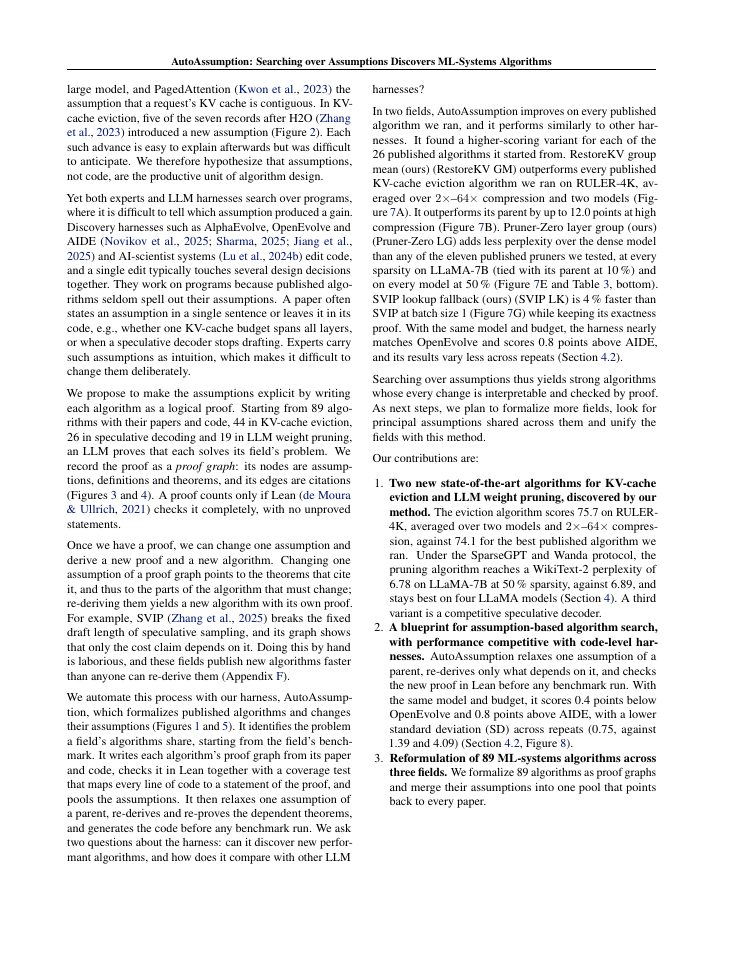 AutoAssumption: Searching over Assumptions Discovers ML-Systems Algorithms
large model, and PagedAttention (Kwon et al., 2023) the
assumption that a request's KV cache is contiguous. In KV-
cache eviction, five of the seven records after H2O (Zhang
et al., 2023) introduced a new assumption (Figure 2). Each
such advance is easy to explain afterwards but was difficult
to anticipate. We therefore hypothesize that assumptions,
not code, are the productive unit of algorithm design.
Yet both experts and LLM harnesses search over programs,
where it is difficult to tell which assumption produced a gain.
Discovery harnesses such as AlphaEvolve, OpenEvolve and
AIDE (Novikov et al., 2025; Sharma, 2025; Jiang et al.,
2025) and AI-scientist systems (Lu et al., 2024b) edit code,
and a single edit typically touches several design decisions
together. They work on programs because published algo-
rithms seldom spell out their assumptions. A paper often
states an assumption in a single sentence or leaves it in its
code, e.g., whether one KV-cache budget spans all layers,
or when a speculative decoder stops drafting. Experts carry
such assumptions as intuition, which makes it difficult to
change them deliberately.
We propose to make the assumptions explicit by writing
each algorithm as a logical proof. Starting from 89 algo-
rithms with their papers and code, 44 in KV-cache eviction,
26 in speculative decoding and 19 in LLM weight pruning,
an LLM proves that each solves its field's problem. We
record the proof as a proof graph: its nodes are assump-
tions, definitions and theorems, and its edges are citations
(Figures 3 and 4). A proof counts only if Lean (de Moura
& Ullrich, 2021) checks it completely, with no unproved
statements.
Once we have a proof, we can change one assumption and
derive a new proof and a new algorithm. Changing one
assumption of a proof graph points to the theorems that cite
it, and thus to the parts of the algorithm that must change;
re-deriving them yields a new algorithm with its own proof.
For example, SVIP (Zhang et al., 2025) breaks the fixed
draft length of speculative sampling, and its graph shows
that only the cost claim depends on it. Doing this by hand
is laborious, and these fields publish new algorithms faster
than anyone can re-derive them (Appendix F).
We automate this process with our harness, AutoAssump-
tion, which formalizes published algorithms and changes
their assumptions (Figures 1 and 5). It identifies the problem
a field's algorithms share, starting from the field's bench-
mark. It writes each algorithm's proof graph from its paper
and code, checks it in Lean together with a coverage test
that maps every line of code to a statement of the proof, and
pools the assumptions. It then relaxes one assumption of
a parent, re-derives and re-proves the dependent theorems,
and generates the code before any benchmark run. We ask
two questions about the harness: can it discover new perfor-
mant algorithms, and how does it compare with other LLM
harnesses?
In two fields, AutoAssumption improves on every published
algorithm we ran, and it performs similarly to other har-
nesses. It found a higher-scoring variant for each of the
26 published algorithms it started from. RestoreKV group
mean (ours) (RestoreKV GM) outperforms every published
KV-cache eviction algorithm we ran on RULER-4K, av-
eraged over 2×–64× compression and two models (Fig-
ure 7A). It outperforms its parent by up to 12.0 points at high
compression (Figure 7B). Pruner-Zero layer group (ours)
(Pruner-Zero LG) adds less perplexity over the dense model
than any of the eleven published pruners we tested, at every
sparsity on LLaMA-7B (tied with its parent at 10 %) and
on every model at 50 % (Figure 7E and Table 3, bottom).
SVIP lookup fallback (ours) (SVIP LK) is 4 % faster than
SVIP at batch size 1 (Figure 7G) while keeping its exactness
proof. With the same model and budget, the harness nearly
matches OpenEvolve and scores 0.8 points above AIDE,
and its results vary less across repeats (Section 4.2).
Searching over assumptions thus yields strong algorithms
whose every change is interpretable and checked by proof.
As next steps, we plan to formalize more fields, look for
principal assumptions shared across them and unify the
fields with this method.
Our contributions are:
1. Two new state-of-the-art algorithms for KV-cache
eviction and LLM weight pruning, discovered by our
method. The eviction algorithm scores 75.7 on RULER-
4K, averaged over two models and 2×–64× compres-
sion, against 74.1 for the best published algorithm we
ran. Under the SparseGPT and Wanda protocol, the
pruning algorithm reaches a WikiText-2 perplexity of
6.78 on LLaMA-7B at 50 % sparsity, against 6.89, and
stays best on four LLaMA models (Section 4). A third
variant is a competitive speculative decoder.
2. A blueprint for assumption-based algorithm search,
with performance competitive with code-level har-
nesses. AutoAssumption relaxes one assumption of a
parent, re-derives only what depends on it, and checks
the new proof in Lean before any benchmark run. With
the same model and budget, it scores 0.4 points below
OpenEvolve and 0.8 points above AIDE, with a lower
standard deviation (SD) across repeats (0.75, against
1.39 and 4.09) (Section 4.2, Figure 8).
3. Reformulation of 89 ML-systems algorithms across
three fields. We formalize 89 algorithms as proof graphs
and merge their assumptions into one pool that points
back to every paper.